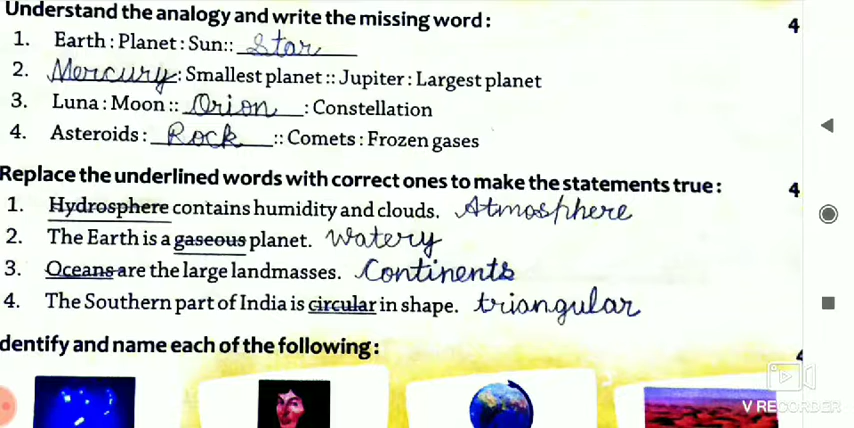 Understand the analogy and write the missing word : 4
1. Earth : Planet : Sun :: Star
2. Mercury : Smallest planet :: Jupiter : Largest planet
3. Luna : Moon :: Orion : Constellation
4. Asteroids : Rock :: Comets : Frozen gases
Replace the underlined words with correct ones to make the statements true : 4
1. Hydrosphere contains humidity and clouds. Atmosphere
2. The Earth is a gaseous planet. Watery
3. Oceans are the large landmasses. Continents
4. The Southern part of India is circular in shape. triangular
dentify and name each of the following :
V RECORDER